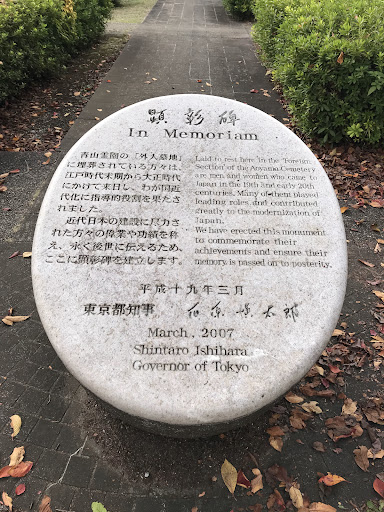 顕彰碑
In Memoriam
青山霊園の「外人墓地」
に埋葬されている方々は、
江戸時代末期から大正時代
にかけて来日し、わが国近
代化に指導的役割を果たさ
れました。
近代日本の建設に尽力さ
れた方々の偉業や功績を称
え、永く後世に伝えるため、
ここに顕彰碑を建立します。
Laid to rest here in the 'Foreign
Section of the Aoyama Cemetery
are men and women who came to
Japan in the 19th and early 20th
centuries. Many of them played
leading roles and contributed
greatly to the modernization of
Japan.
We have erected this monument
to commemorate their
achievements and ensure their
memory is passed on to posterity.
平成十九年三月
東京都知事 石原慎太郎
March, 2007
Shintaro Ishihara
Governor of Tokyo